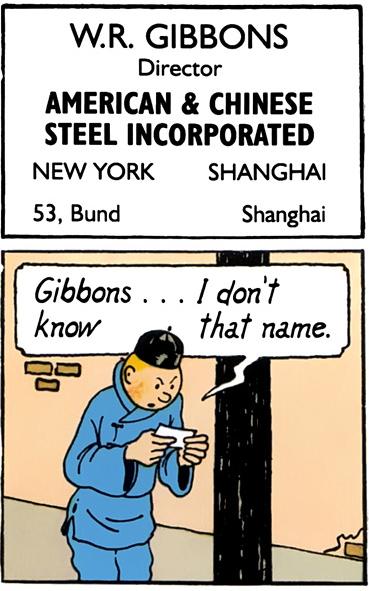 W.R. GIBBONS
Director
AMERICAN & CHINESE
STEEL INCORPORATED
NEW YORK SHANGHAI
53, Bund Shanghai
Gibbons . . . I don't
know that name.